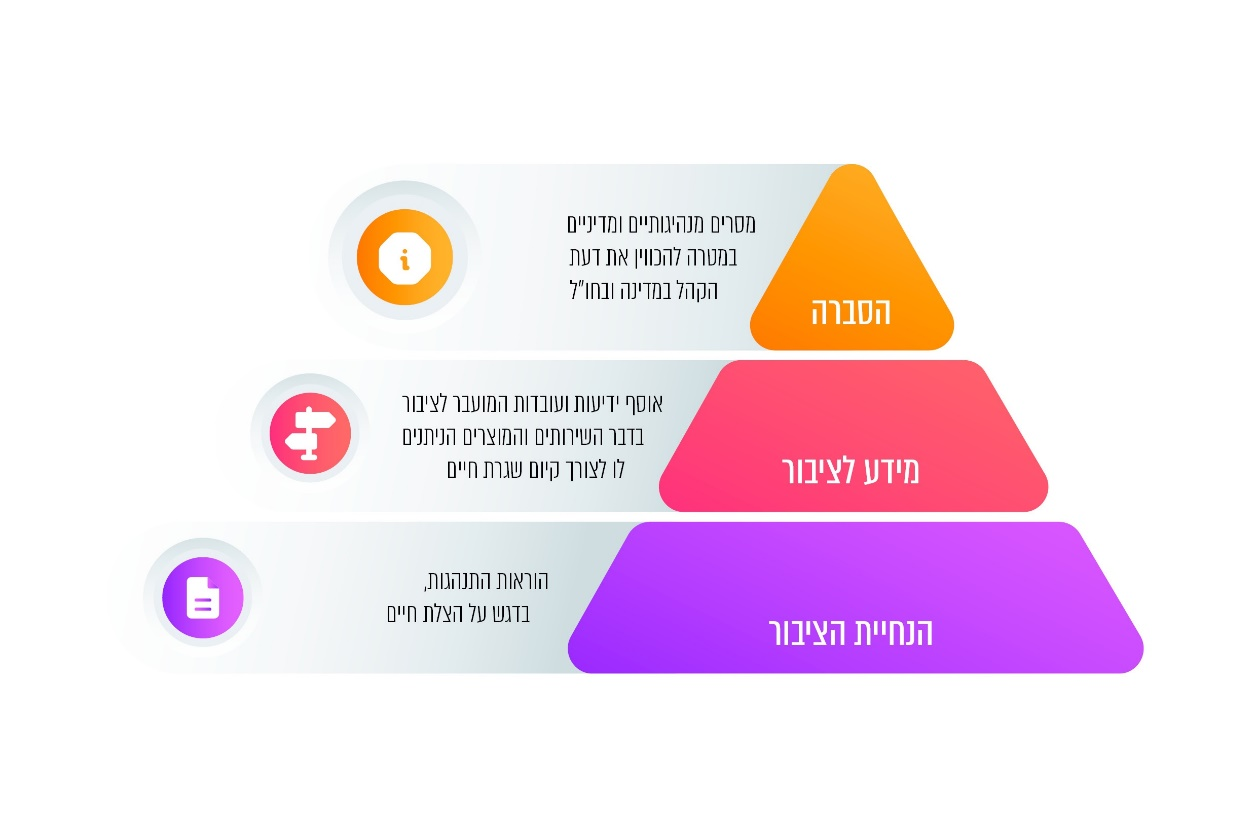 מסרים מנהיגותיים ומדיניים
במטרה להכווין את דעת
הקהל במדינה ובחו"ל
הסברה
אוסף ידיעות ועובדות המועבר לציבור
בדבר השירותים והמוצרים הניתנים
לו לצורך קיום שגרת חיים
מידע לציבור
הוראות התנהגות,
בדגש על הצלת חיים
הנחיית הציבור